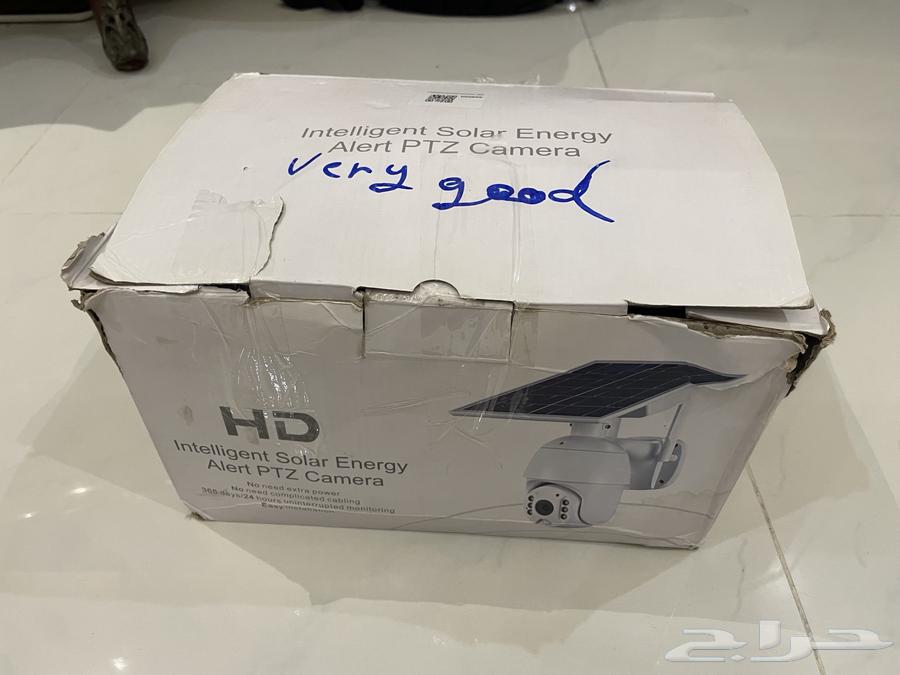 Intelligent Solar Energy
Alert PTZ Camera
very good
HD
Intelligent Solar Energy
Alert PTZ Camera
No need extra power
No need complicated cabling
365 days/24 hours uninterrupted monitoring
Easy installation
حراج